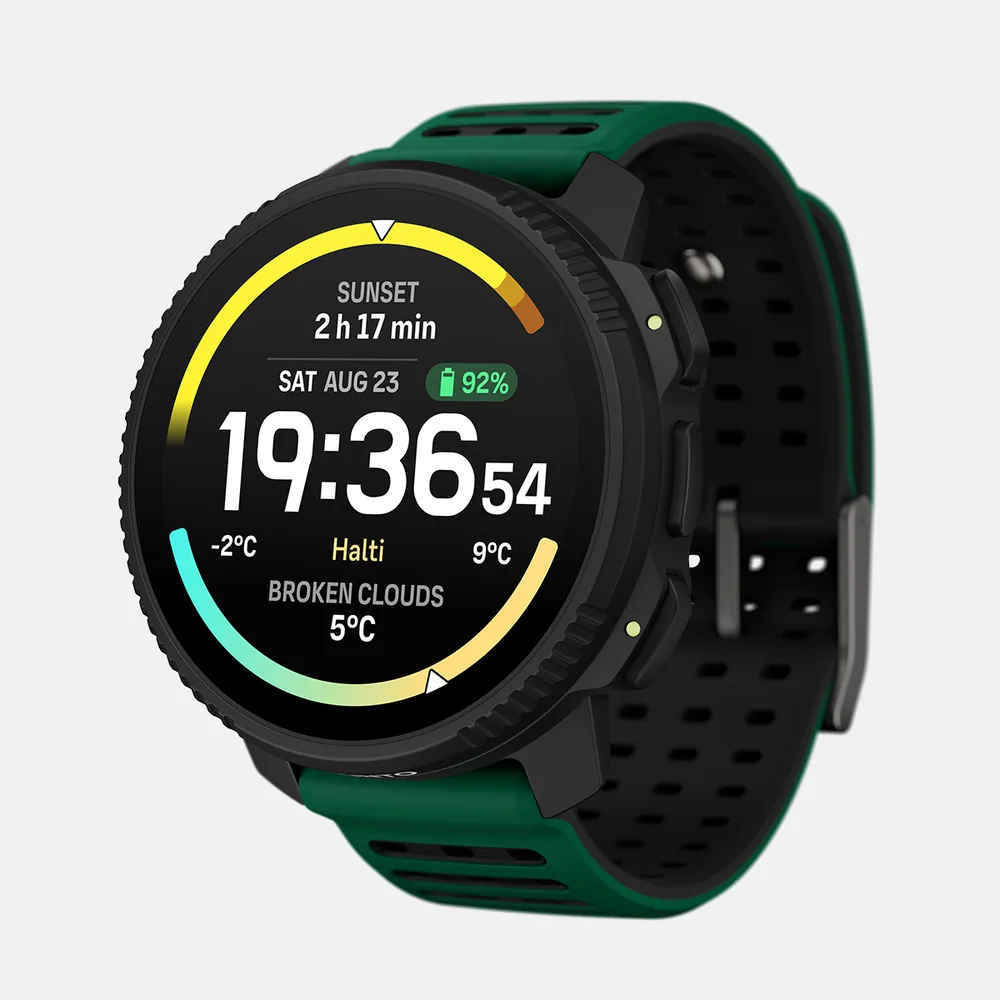 SUNSET
2 h 17 min
SAT AUG 23 92%
19:36 54
-2°C Halti 9°C
BROKEN CLOUDS
5°C